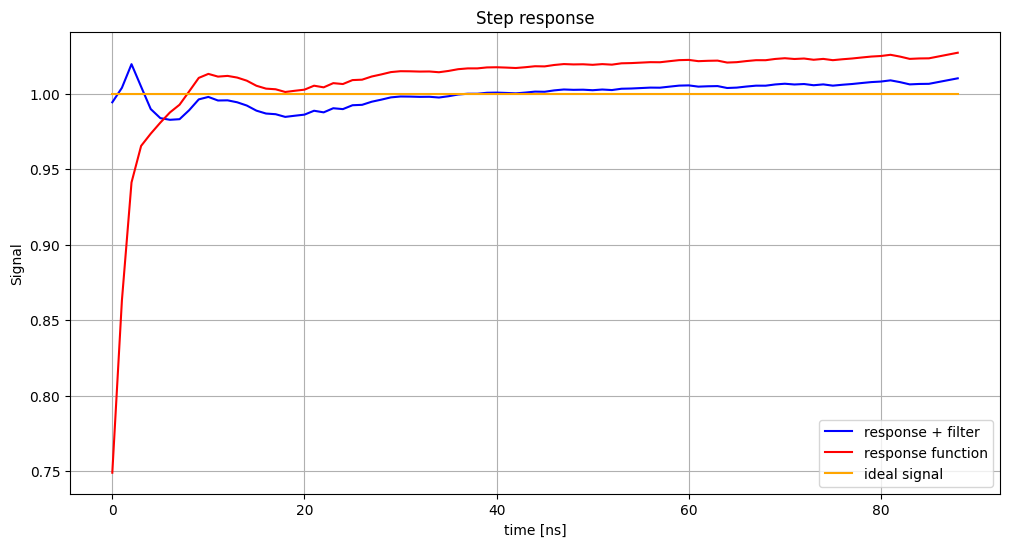 Step response
Signal
1.00
0.95
0.90
0.85
0.80
0.75
0 20 40 60 80
time [ns]
response + filter
response function
ideal signal